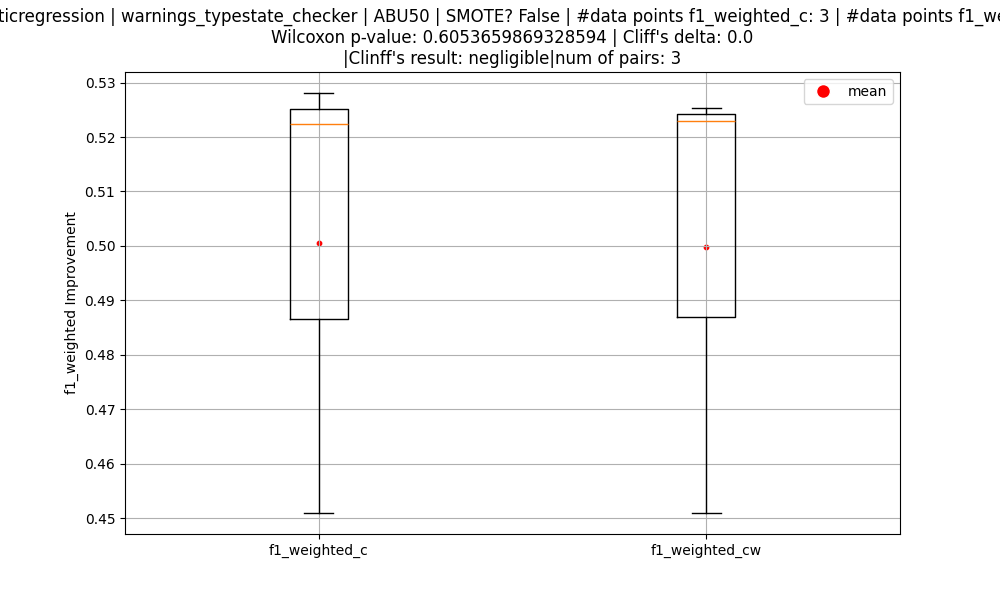 ticregression | warnings_typestate_checker | ABU50 | SMOTE? False | #data points f1_weighted_c: 3 | #data points f1_we
Wilcoxon p-value: 0.6053659869328594 | Cliff's delta: 0.0
|Clinff's result: negligible|num of pairs: 3
mean
0.53
0.52
0.51
0.50
0.49
0.48
0.47
0.46
0.45
f1_weighted Improvement
f1_weighted_c
f1_weighted_cw